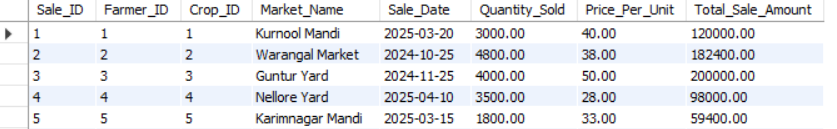 Sale_ID Farmer_ID Crop_ID Market_Name Sale_Date Quantity_Sold Price_Per_Unit Total_Sale_Amount
1 1 1 Kurnool Mandi 2025-03-20 3000.00 40.00 120000.00
2 2 2 Warangal Market 2024-10-25 4800.00 38.00 182400.00
3 3 3 Guntur Yard 2024-11-25 4000.00 50.00 200000.00
4 4 4 Nellore Yard 2025-04-10 3500.00 28.00 98000.00
5 5 5 Karimnagar Mandi 2025-03-15 1800.00 33.00 59400.00